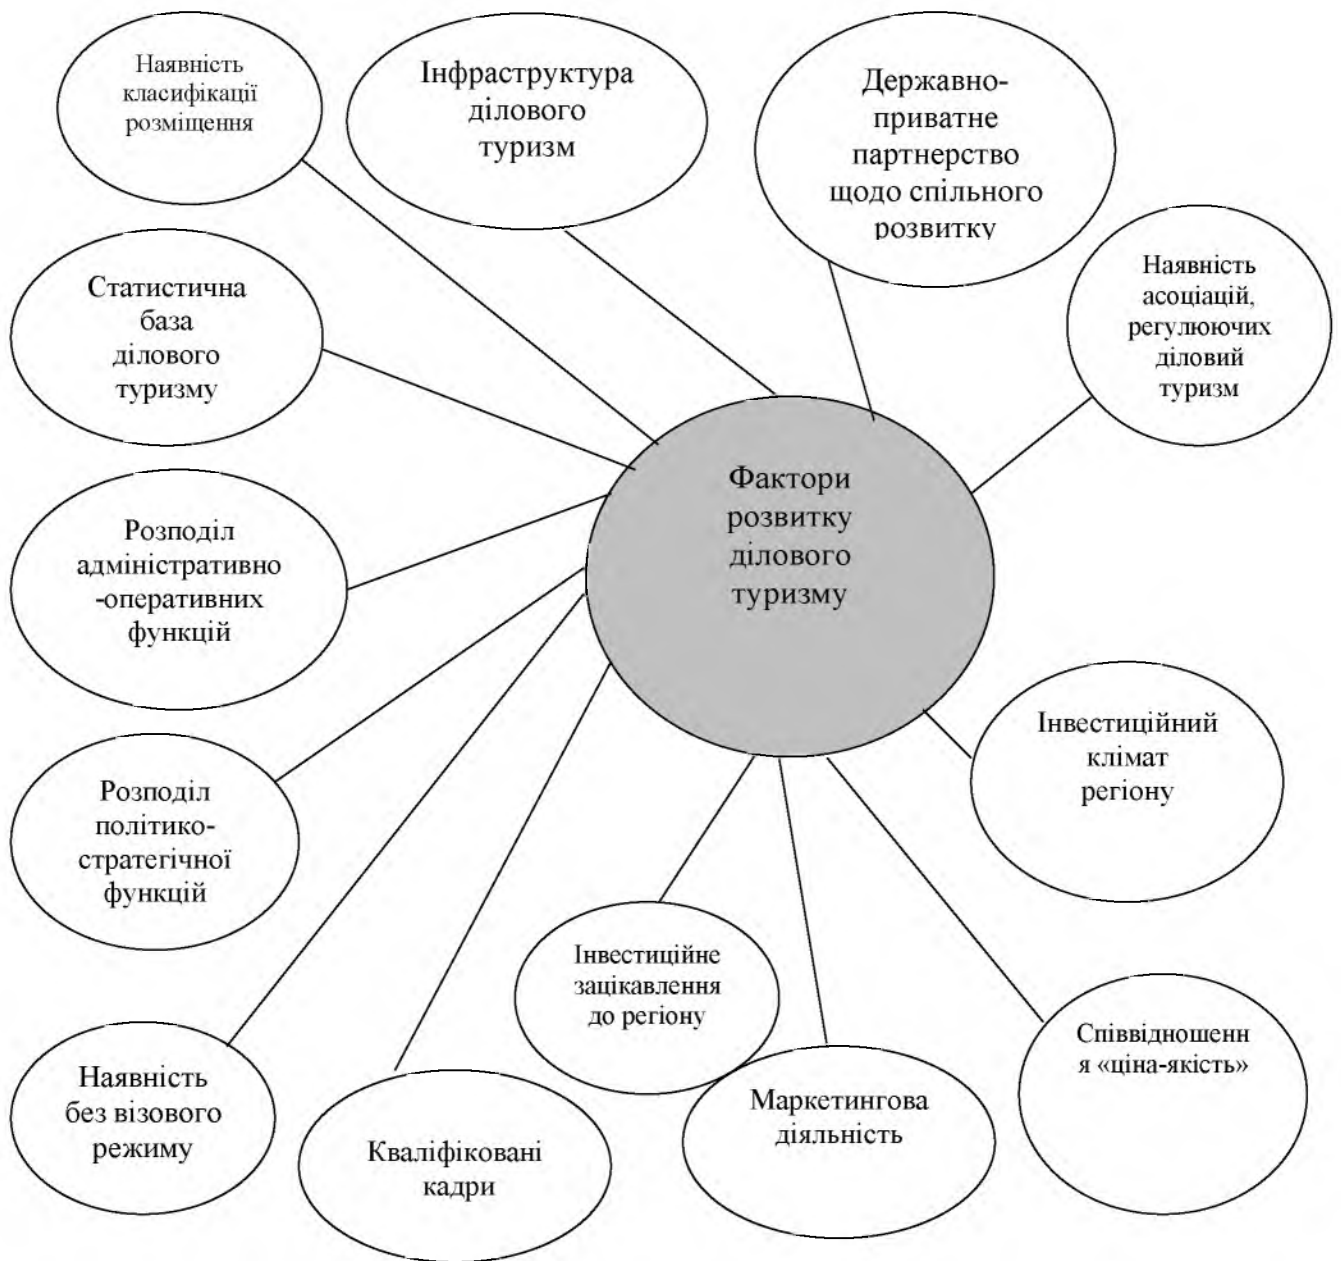 Наявність
класифікації
розміщення
Інфраструктура
ділового
туризм
Державно-
приватне
партнерство
щодо спільного
розвитку
Наявність
асоціацій,
регулюючих
діловий
туризм
Статистична
база
ділового
туризму
Фактори
розвитку
ділового
туризму
Розподіл
адміністративно
-оперативних
функцій
Інвестиційний
клімат
регіону
Розподіл
політико-
стратегічної
функцій
Інвестиційне
зацікавлення
до регіону
Співвідношенн
я «ціна-якість»
Наявність
без візового
режиму
Маркетингова
діяльність
Кваліфіковані
кадри